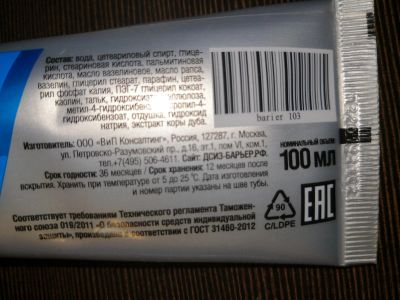 Состав: вода, цетеариловый спирт, глице-
рин, стеариновая кислота, пальмитиновая
кислота, масло вазелиновое, масло рапса,
вазелин, глицерил стеарат, парафин, цета-
рил фосфат калия, ПЭГ-7 глицерил кокоат,
каолин, тальк, гидроксиэтилцеллюлоза,
метил-4-гидроксибензоат, пропил-4-
гидроксибензоат, отдушка, гидроксид
натрия, экстракт коры дуба.
barier 103
Изготовитель: ООО «ВиП Консалтинг», Россия, 127287, г. Москва,
ул. Петровско-Разумовский пр., д.16, эт.1, пом VI, ком.1,
тел.+7(495) 506-4611. Сайт: ДСИЗ-БАРЬЕР.РФ.
НОМИНАЛЬНЫЙ ОБЪЕМ
100 МЛ
Срок годности: 36 месяцев / Срок хранения: 12 месяцев после
вскрытия. Хранить при температуре от 5 до 25 °С. Дата изготовления
и номер партии указаны на шве тубы.
Соответствует требованиям Технического регламента Таможен-
ного союза 019/2011 «О безопасности средств индивидуальной
защиты», произведено в соответствии с ГОСТ 31460-2012
90
C/LDPE
EAC